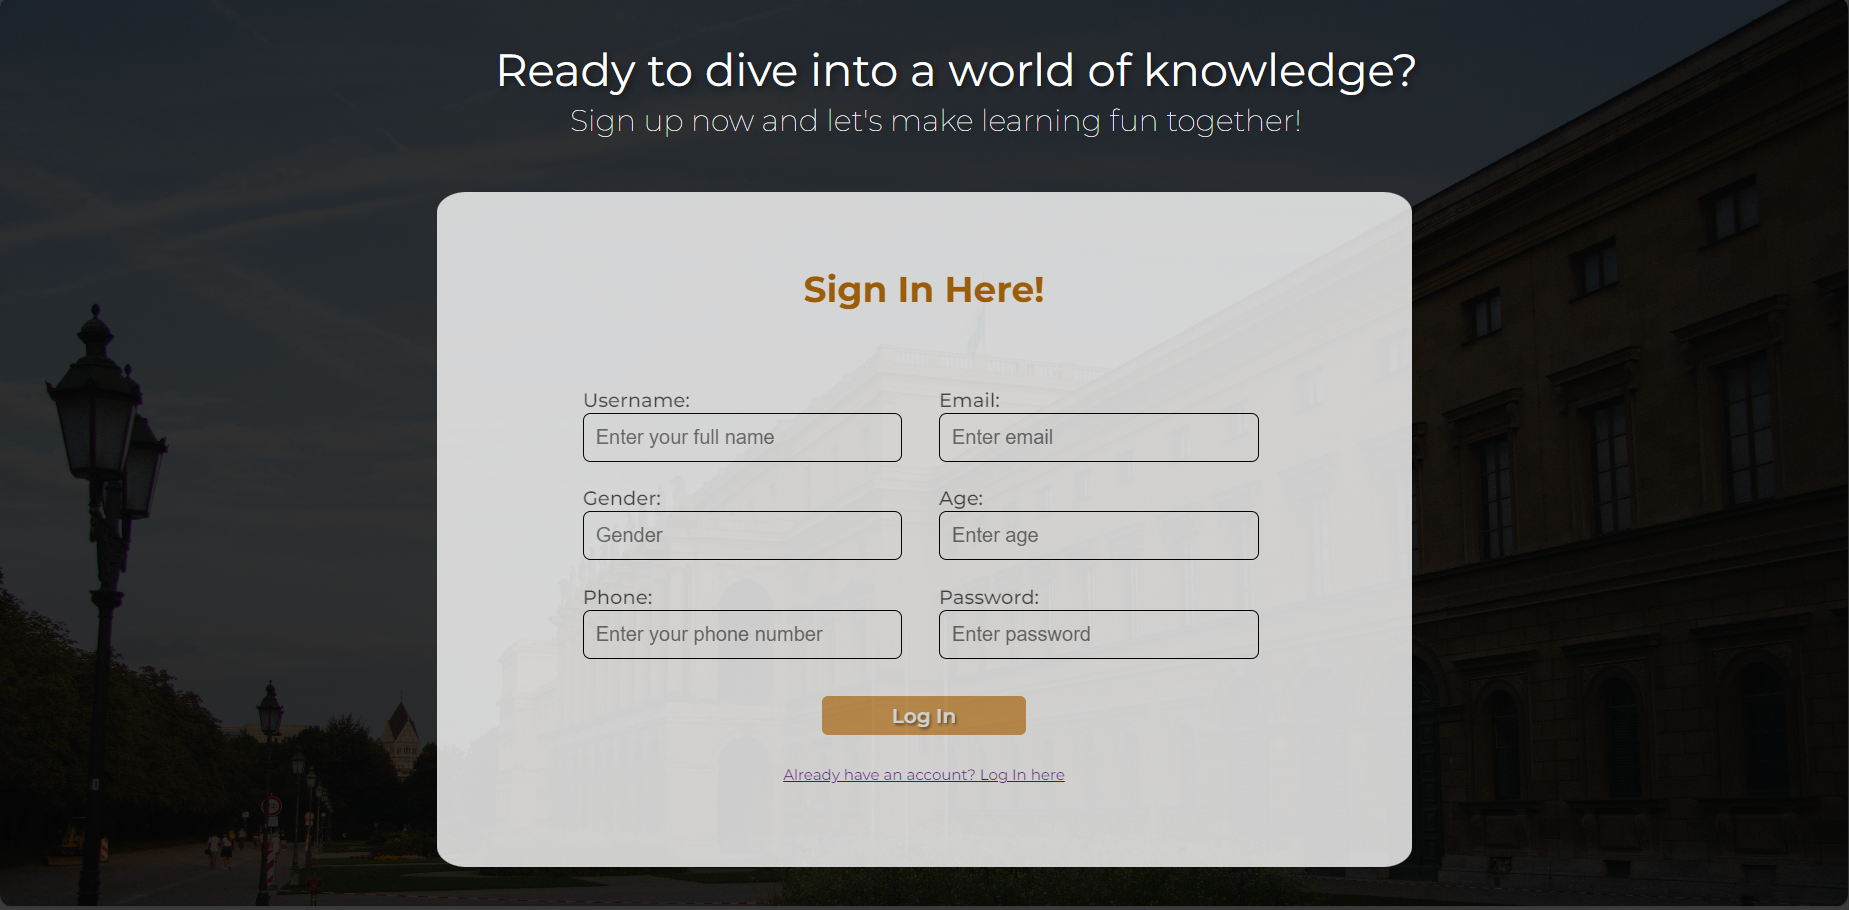 Ready to dive into a world of knowledge?
Sign up now and let's make learning fun together!
Sign In Here!
Username: Email:
Enter your full name Enter email
Gender: Age:
Gender Enter age
Phone: Password:
Enter your phone number Enter password
Log In
Already have an account? Log In here